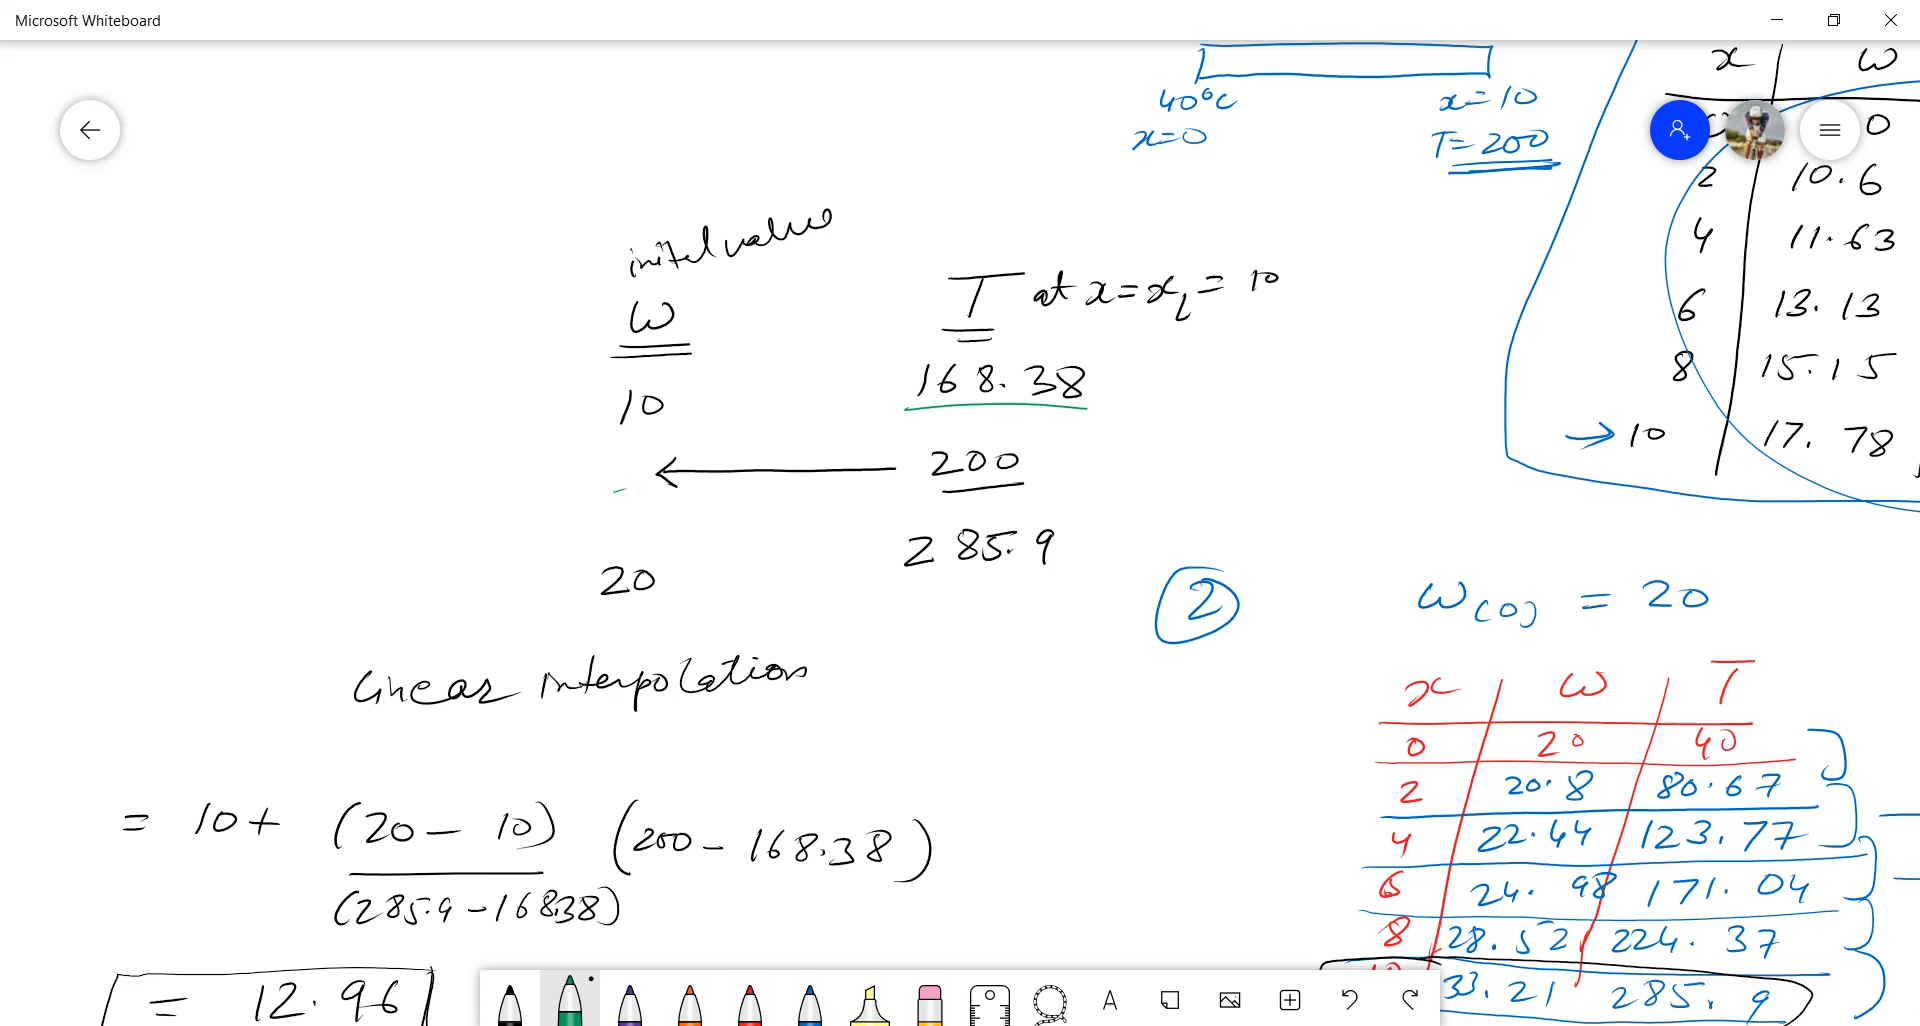 Microsoft Whiteboard
40°C
x=0
x=10
T=200
x ω
0
2 10.6
4 11.63
6 13.13
8 15.15
→ 10 17.78
ω T at x = x_L = 10
10 168.38
← 200
20 285.9
Linear Interpolation
= 10 + (20 - 10) (200 - 168.38)
(285.9 - 168.38)
= 12.96
2 ω(0) = 20
x ω T
0 20 40
2 20.8 80.67
4 22.44 123.77
6 24.98 171.04
8 28.52 224.37
33.21 285.9
A